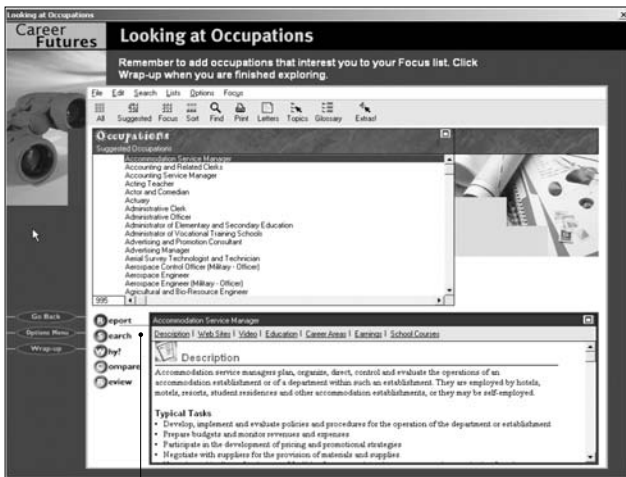 Looking at Occupations
Career
Futures
Looking at Occupations
Remember to add occupations that interest you to your Focus list. Click
Wrap-up when you are finished exploring.
File Edit Search Lists Options Focus
All Suggested Focus Sort Find Print Letters Topics Glossary Extras!
Occupations
Suggested Occupations
Accommodation Service Manager
Accounting and Related Clerks
Accounting Service Manager
Acting Teacher
Actor and Comedian
Actuary
Administrative Clerk
Administrative Officer
Administrator of Elementary and Secondary Education
Administrator of Vocational Training Schools
Advertising and Promotion Consultant
Advertising Manager
Aerial Survey Technologist and Technician
Aerospace Control Officer (Military - Officer)
Aerospace Engineer
Aerospace Engineer (Military - Officer)
Agricultural and Bio-Resource Engineer
995
Go Back
Options Menu
Wrap-up
Report
Search
Why?
Compare
Review
Accommodation Service Manager
Description | Web Sites | Video | Education | Career Areas | Earnings | School Courses
Description
Accommodation service managers plan, organize, direct, control and evaluate the operations of an
accommodation establishment or of a department within such an establishment. They are employed by hotels,
motels, resorts, student residences and other accommodation establishments, or they may be self-employed.
Typical Tasks
• Develop, implement and evaluate policies and procedures for the operation of the department or establishment
• Prepare budgets and monitor revenues and expenses
• Participate in the development of pricing and promotional strategies
• Negotiate with suppliers for the provision of materials and supplies